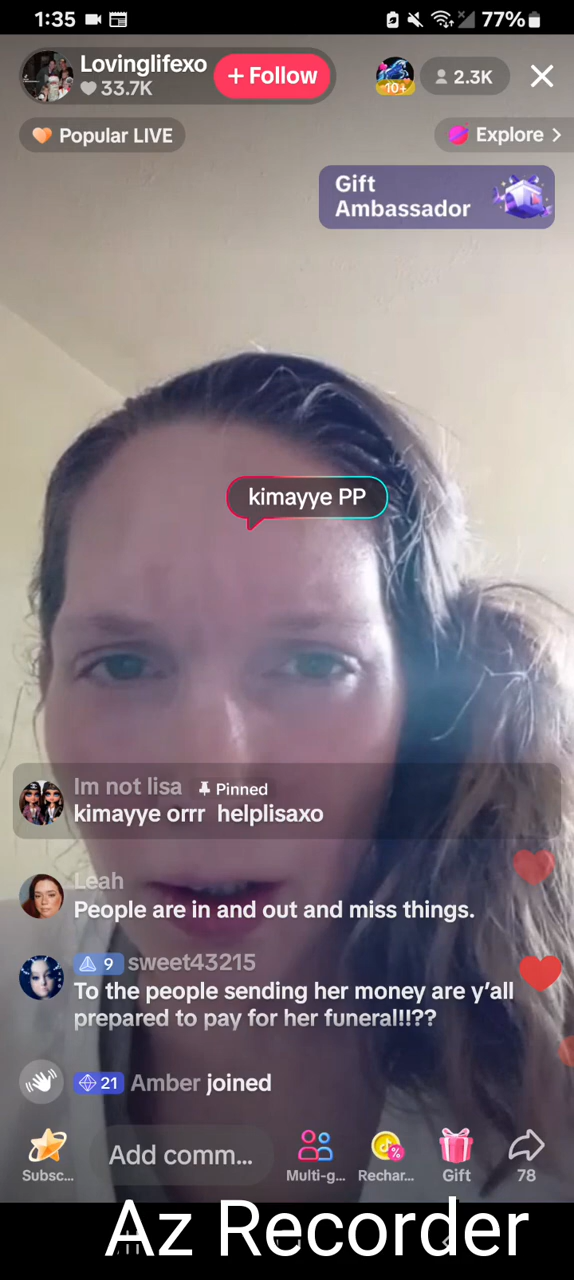 1:35
77%
Lovinglifexo
33.7K
+ Follow
10+
2.3K
Popular LIVE
Explore >
Gift
Ambassador
kimayye PP
Im not lisa Pinned
kimayye orrr helplisaxo
Leah
People are in and out and miss things.
9 sweet43215
To the people sending her money are y'all
prepared to pay for her funeral!!!??
21 Amber joined
Subsc...
Add comm...
Multi-g...
Rechar...
Gift
78
Az Recorder